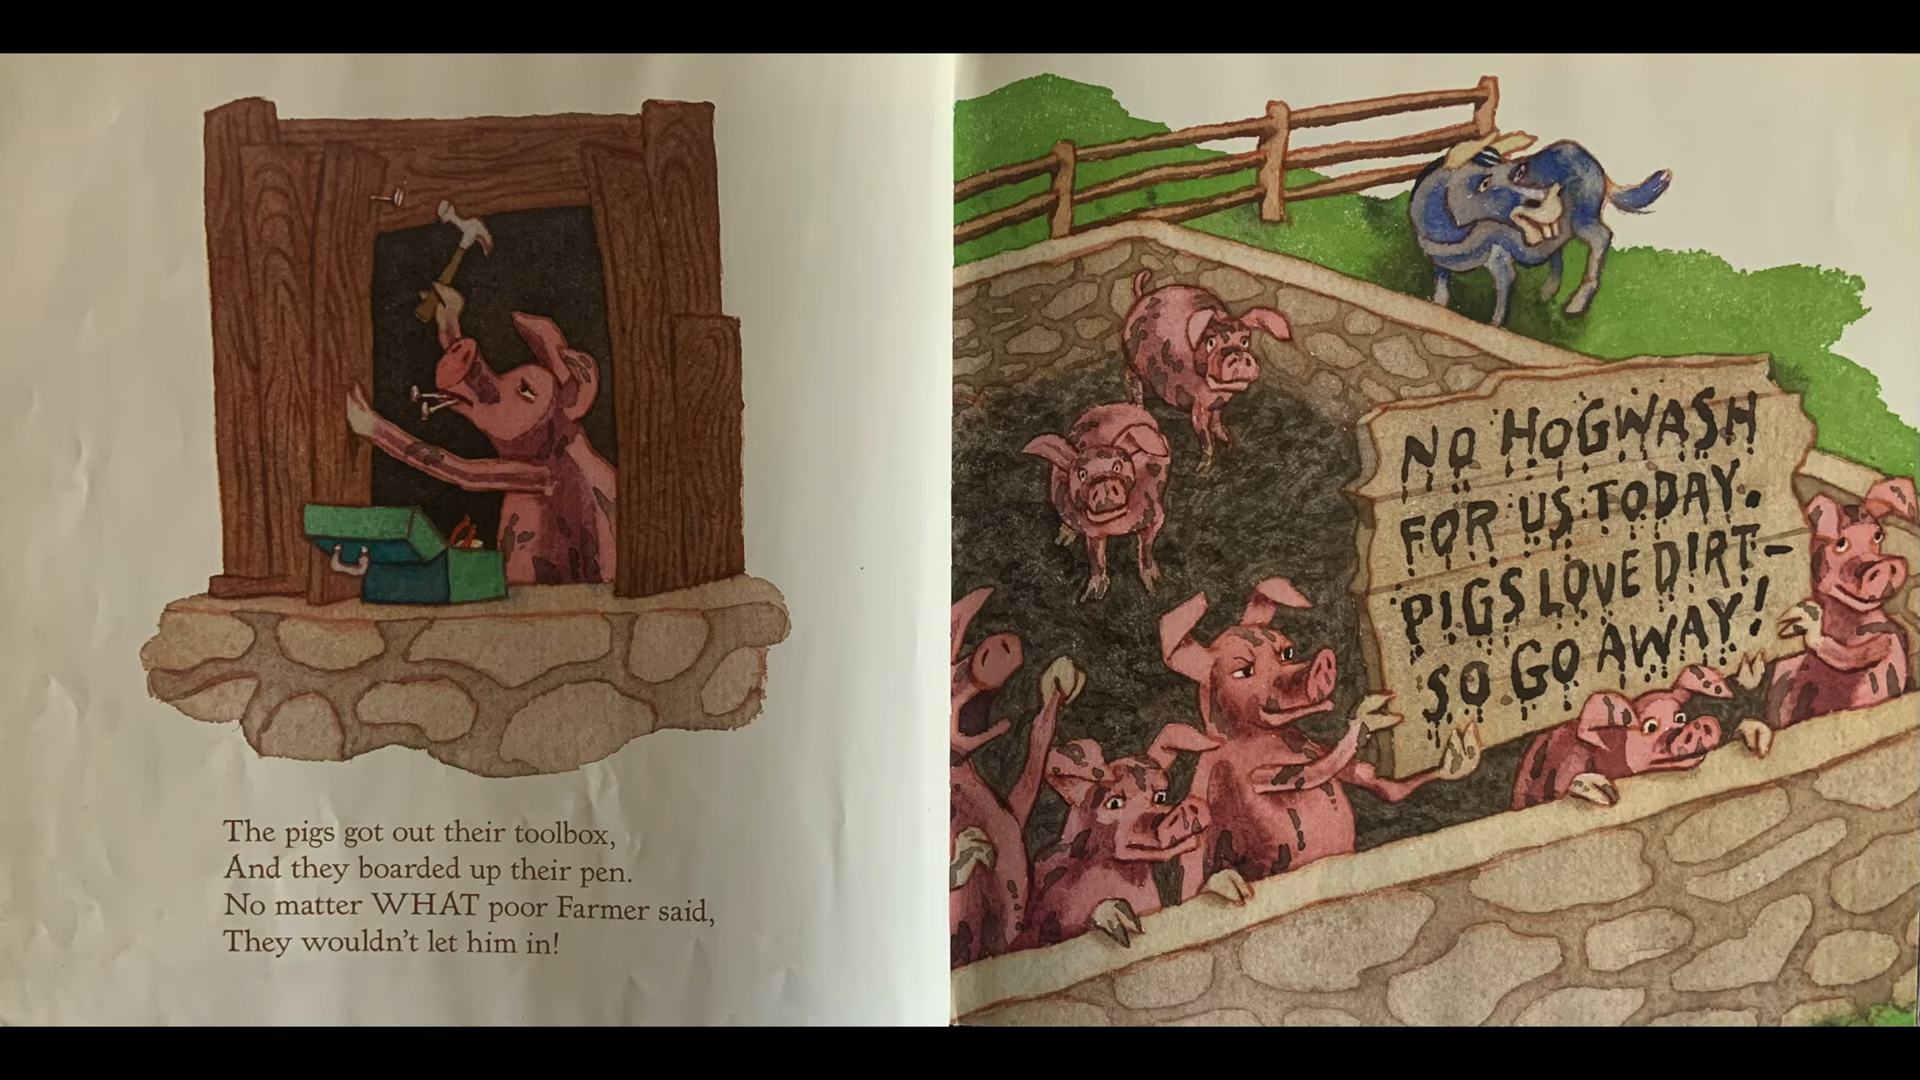 The pigs got out their toolbox,
And they boarded up their pen.
No matter WHAT poor Farmer said,
They wouldn't let him in!
NO HOGWASH
FOR US TODAY.
PIGS LOVE DIRT-
SO GO AWAY!